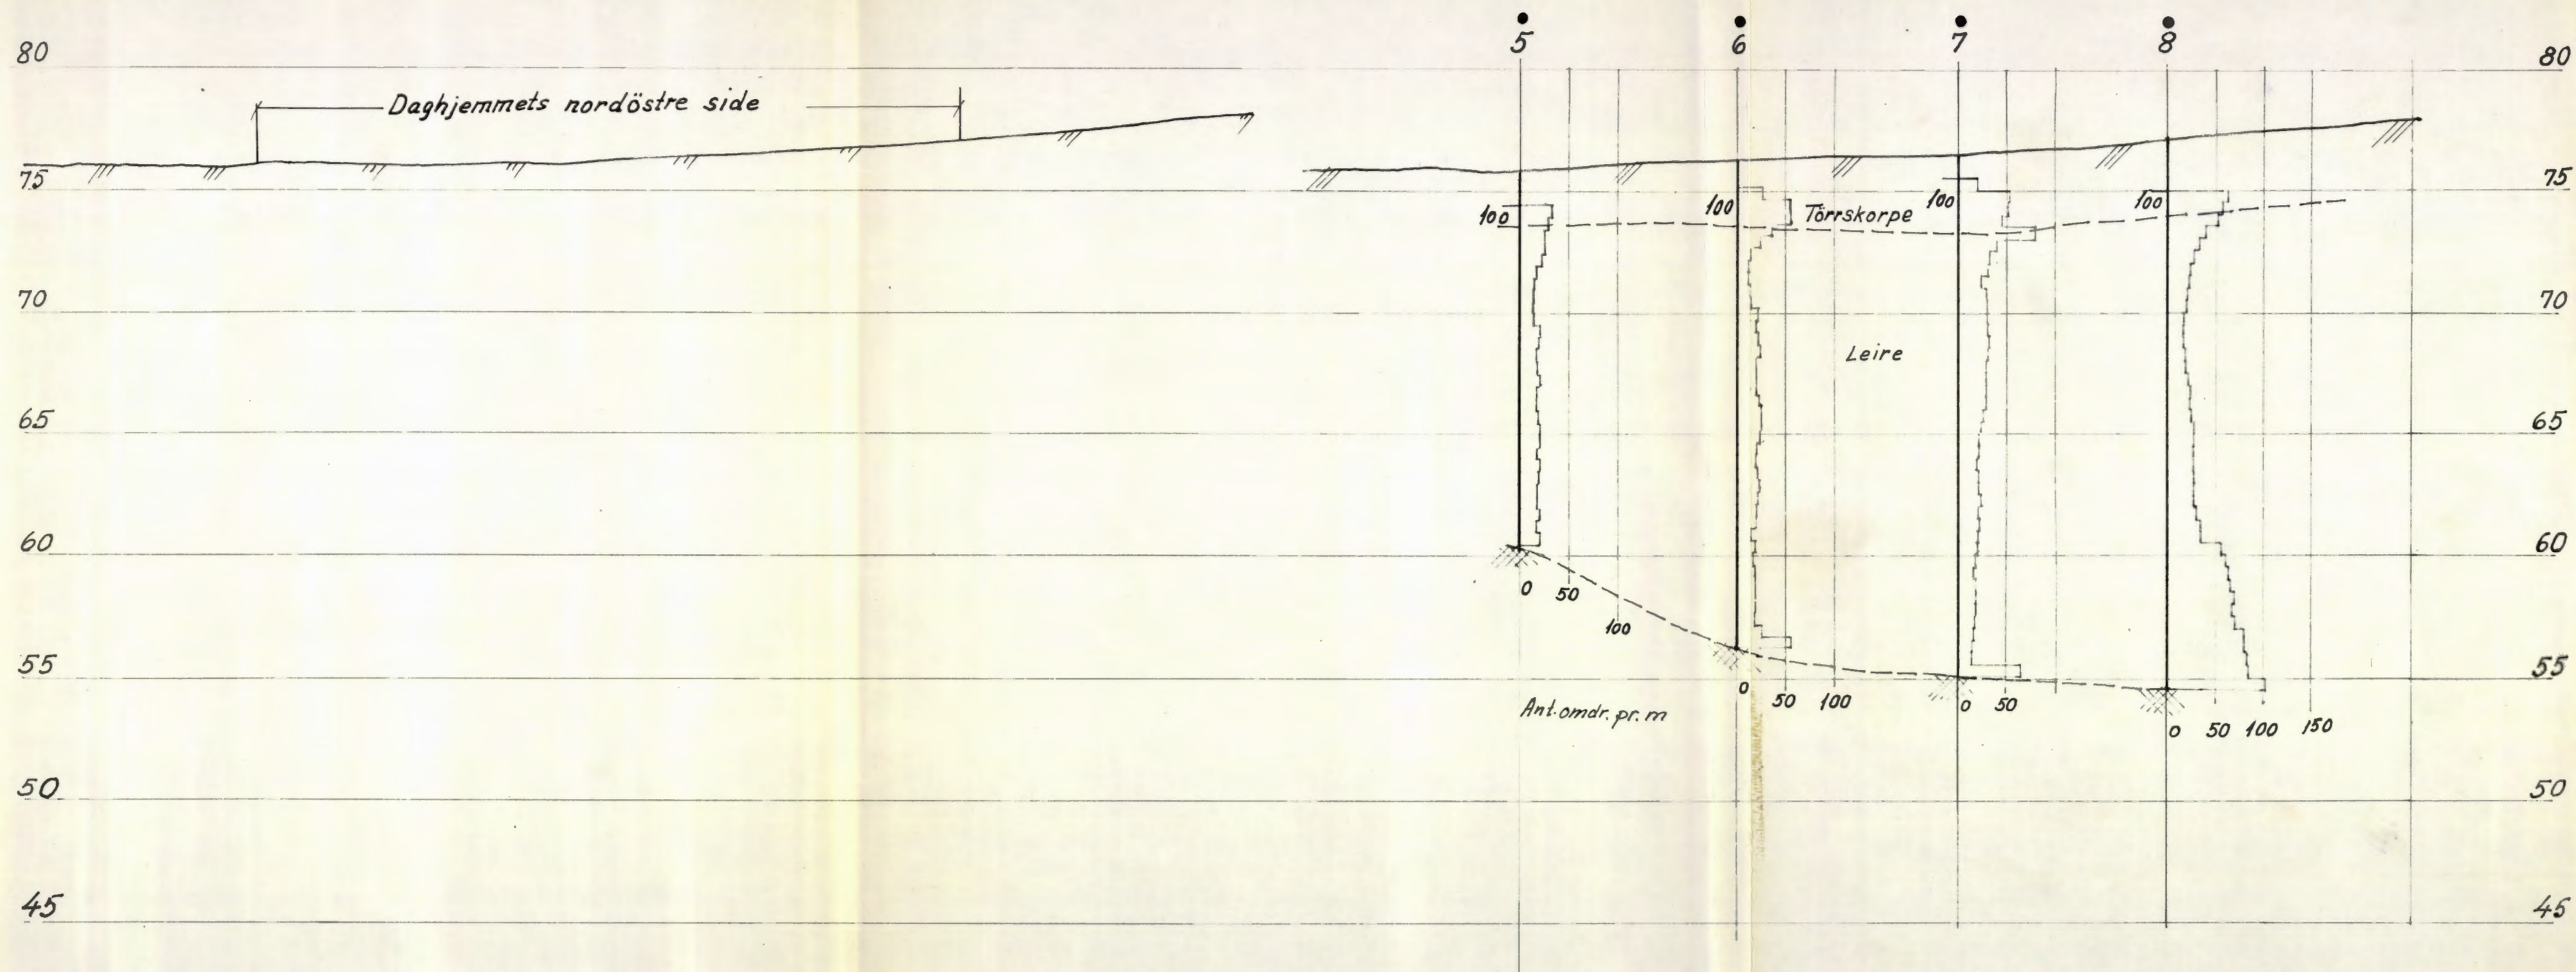 5 6 7 8
80 80
Daghjemmets nordöstre side
75 75
100 100 Törrskorpe 100 100
70 70
Leire
65 65
60 60
0 50
100
55 55
0 50 100 0 50
Ant. omdr. pr. m
0 50 100 150
50 50
45 45